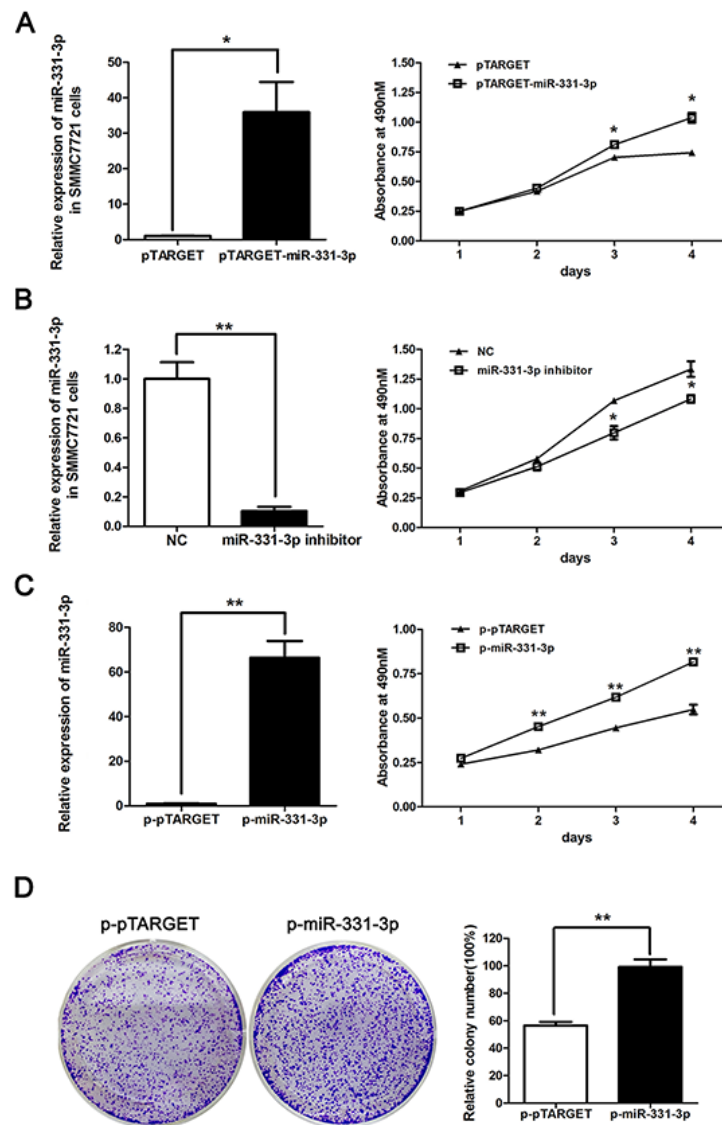 A
Relative expression of miR-331-3p
in SMMC7721 cells
50
40
30
20
10
0
*
pTARGET pTARGET-miR-331-3p
Absorbance at 490nM
1.50
1.25
1.00
0.75
0.50
0.25
0.00
pTARGET
pTARGET-miR-331-3p
* *
1 2 3 4
days
B
Relative expression of miR-331-3p
in SMMC7721 cells
1.2
1.0
0.8
0.6
0.4
0.2
0.0
**
NC miR-331-3p inhibitor
Absorbance at 490nM
1.50
1.25
1.00
0.75
0.50
0.25
0.00
NC
miR-331-3p inhibitor
* *
1 2 3 4
days
C
Relative expression of miR-331-3p
80
60
40
20
0
**
p-pTARGET p-miR-331-3p
Absorbance at 490nM
1.00
0.75
0.50
0.25
0.00
p-pTARGET
p-miR-331-3p
** ** **
1 2 3 4
days
D
p-pTARGET p-miR-331-3p
Relative colony number(100%)
120
100
80
60
40
20
0
**
p-pTARGET p-miR-331-3p